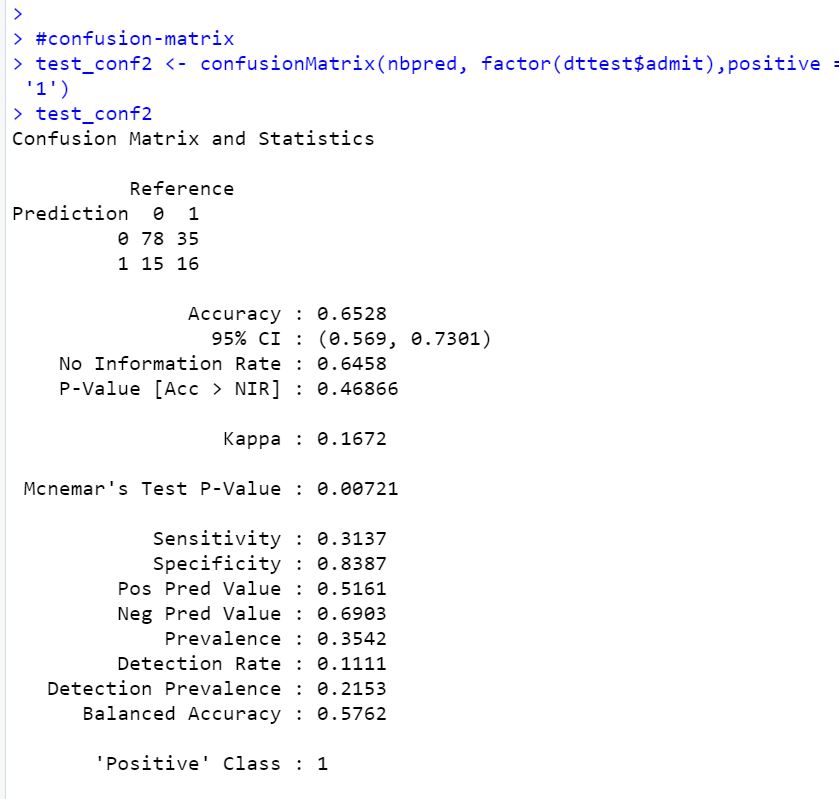 >
> #confusion-matrix
> test_conf2 <- confusionMatrix(nbpred, factor(dttest$admit),positive =
'1')
> test_conf2
Confusion Matrix and Statistics
Reference
Prediction 0 1
0 78 35
1 15 16
Accuracy : 0.6528
95% CI : (0.569, 0.7301)
No Information Rate : 0.6458
P-Value [Acc > NIR] : 0.46866
Kappa : 0.1672
Mcnemar's Test P-Value : 0.00721
Sensitivity : 0.3137
Specificity : 0.8387
Pos Pred Value : 0.5161
Neg Pred Value : 0.6903
Prevalence : 0.3542
Detection Rate : 0.1111
Detection Prevalence : 0.2153
Balanced Accuracy : 0.5762
'Positive' Class : 1